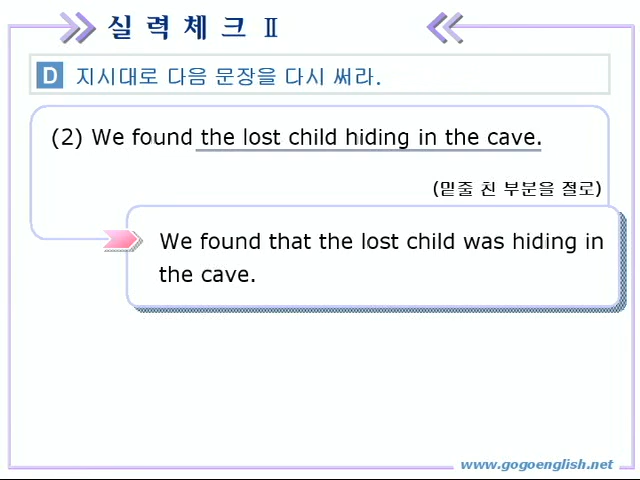 실 력 체 크 Ⅱ
D 지시대로 다음 문장을 다시 써라.
(2) We found the lost child hiding in the cave.
(밑줄 친 부분을 절로)
We found that the lost child was hiding in
the cave.
www.gogoenglish.net